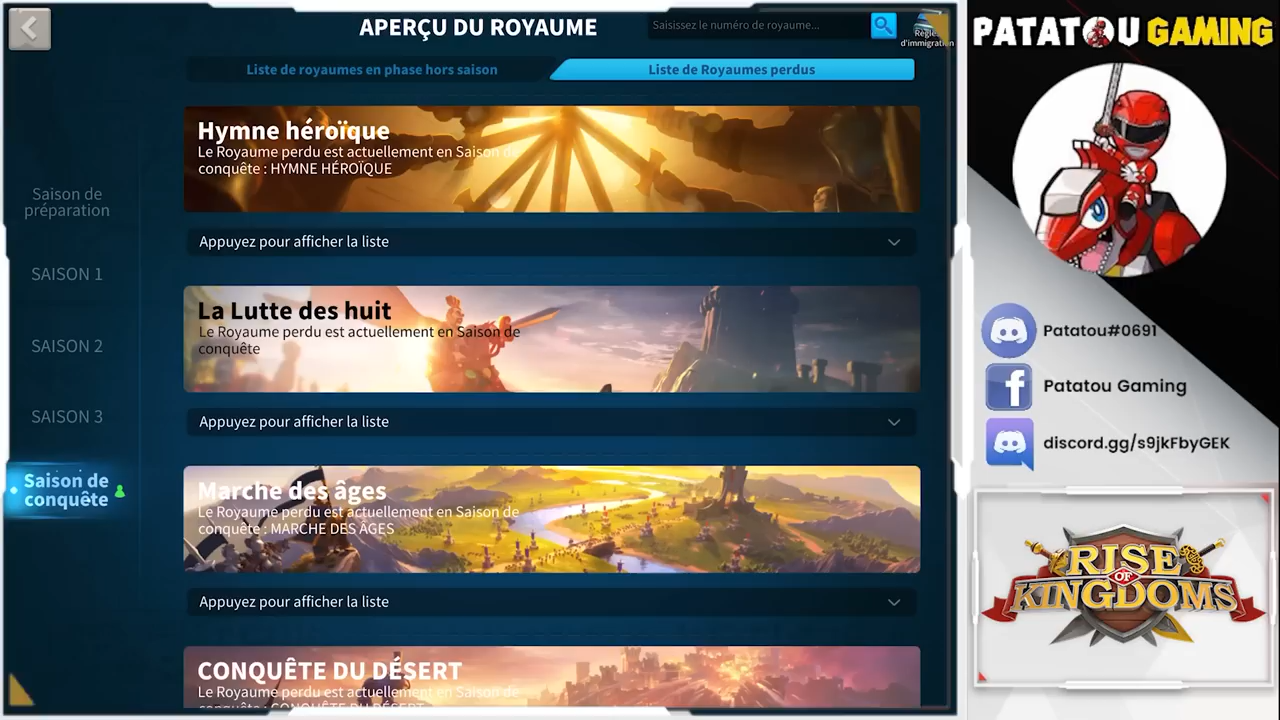 APERÇU DU ROYAUME
Saisissez le numéro de royaume...
Règles
d'immigration
Liste de royaumes en phase hors saison
Liste de Royaumes perdus
Saison de
préparation
SAISON 1
SAISON 2
SAISON 3
Saison de
conquête
Hymne héroïque
Le Royaume perdu est actuellement en Saison de
conquête : HYMNE HÉROÏQUE
Appuyez pour afficher la liste
La Lutte des huit
Le Royaume perdu est actuellement en Saison de
conquête
Appuyez pour afficher la liste
Marche des âges
Le Royaume perdu est actuellement en Saison de
conquête : MARCHE DES ÂGES
Appuyez pour afficher la liste
CONQUÊTE DU DÉSERT
Le Royaume perdu est actuellement en Saison de
conquête : CONQUÊTE DU DÉSERT
PATATOU GAMING
Patatou#0691
Patatou Gaming
discord.gg/s9jkFbyGEK
RISE
OF
KINGDOMS